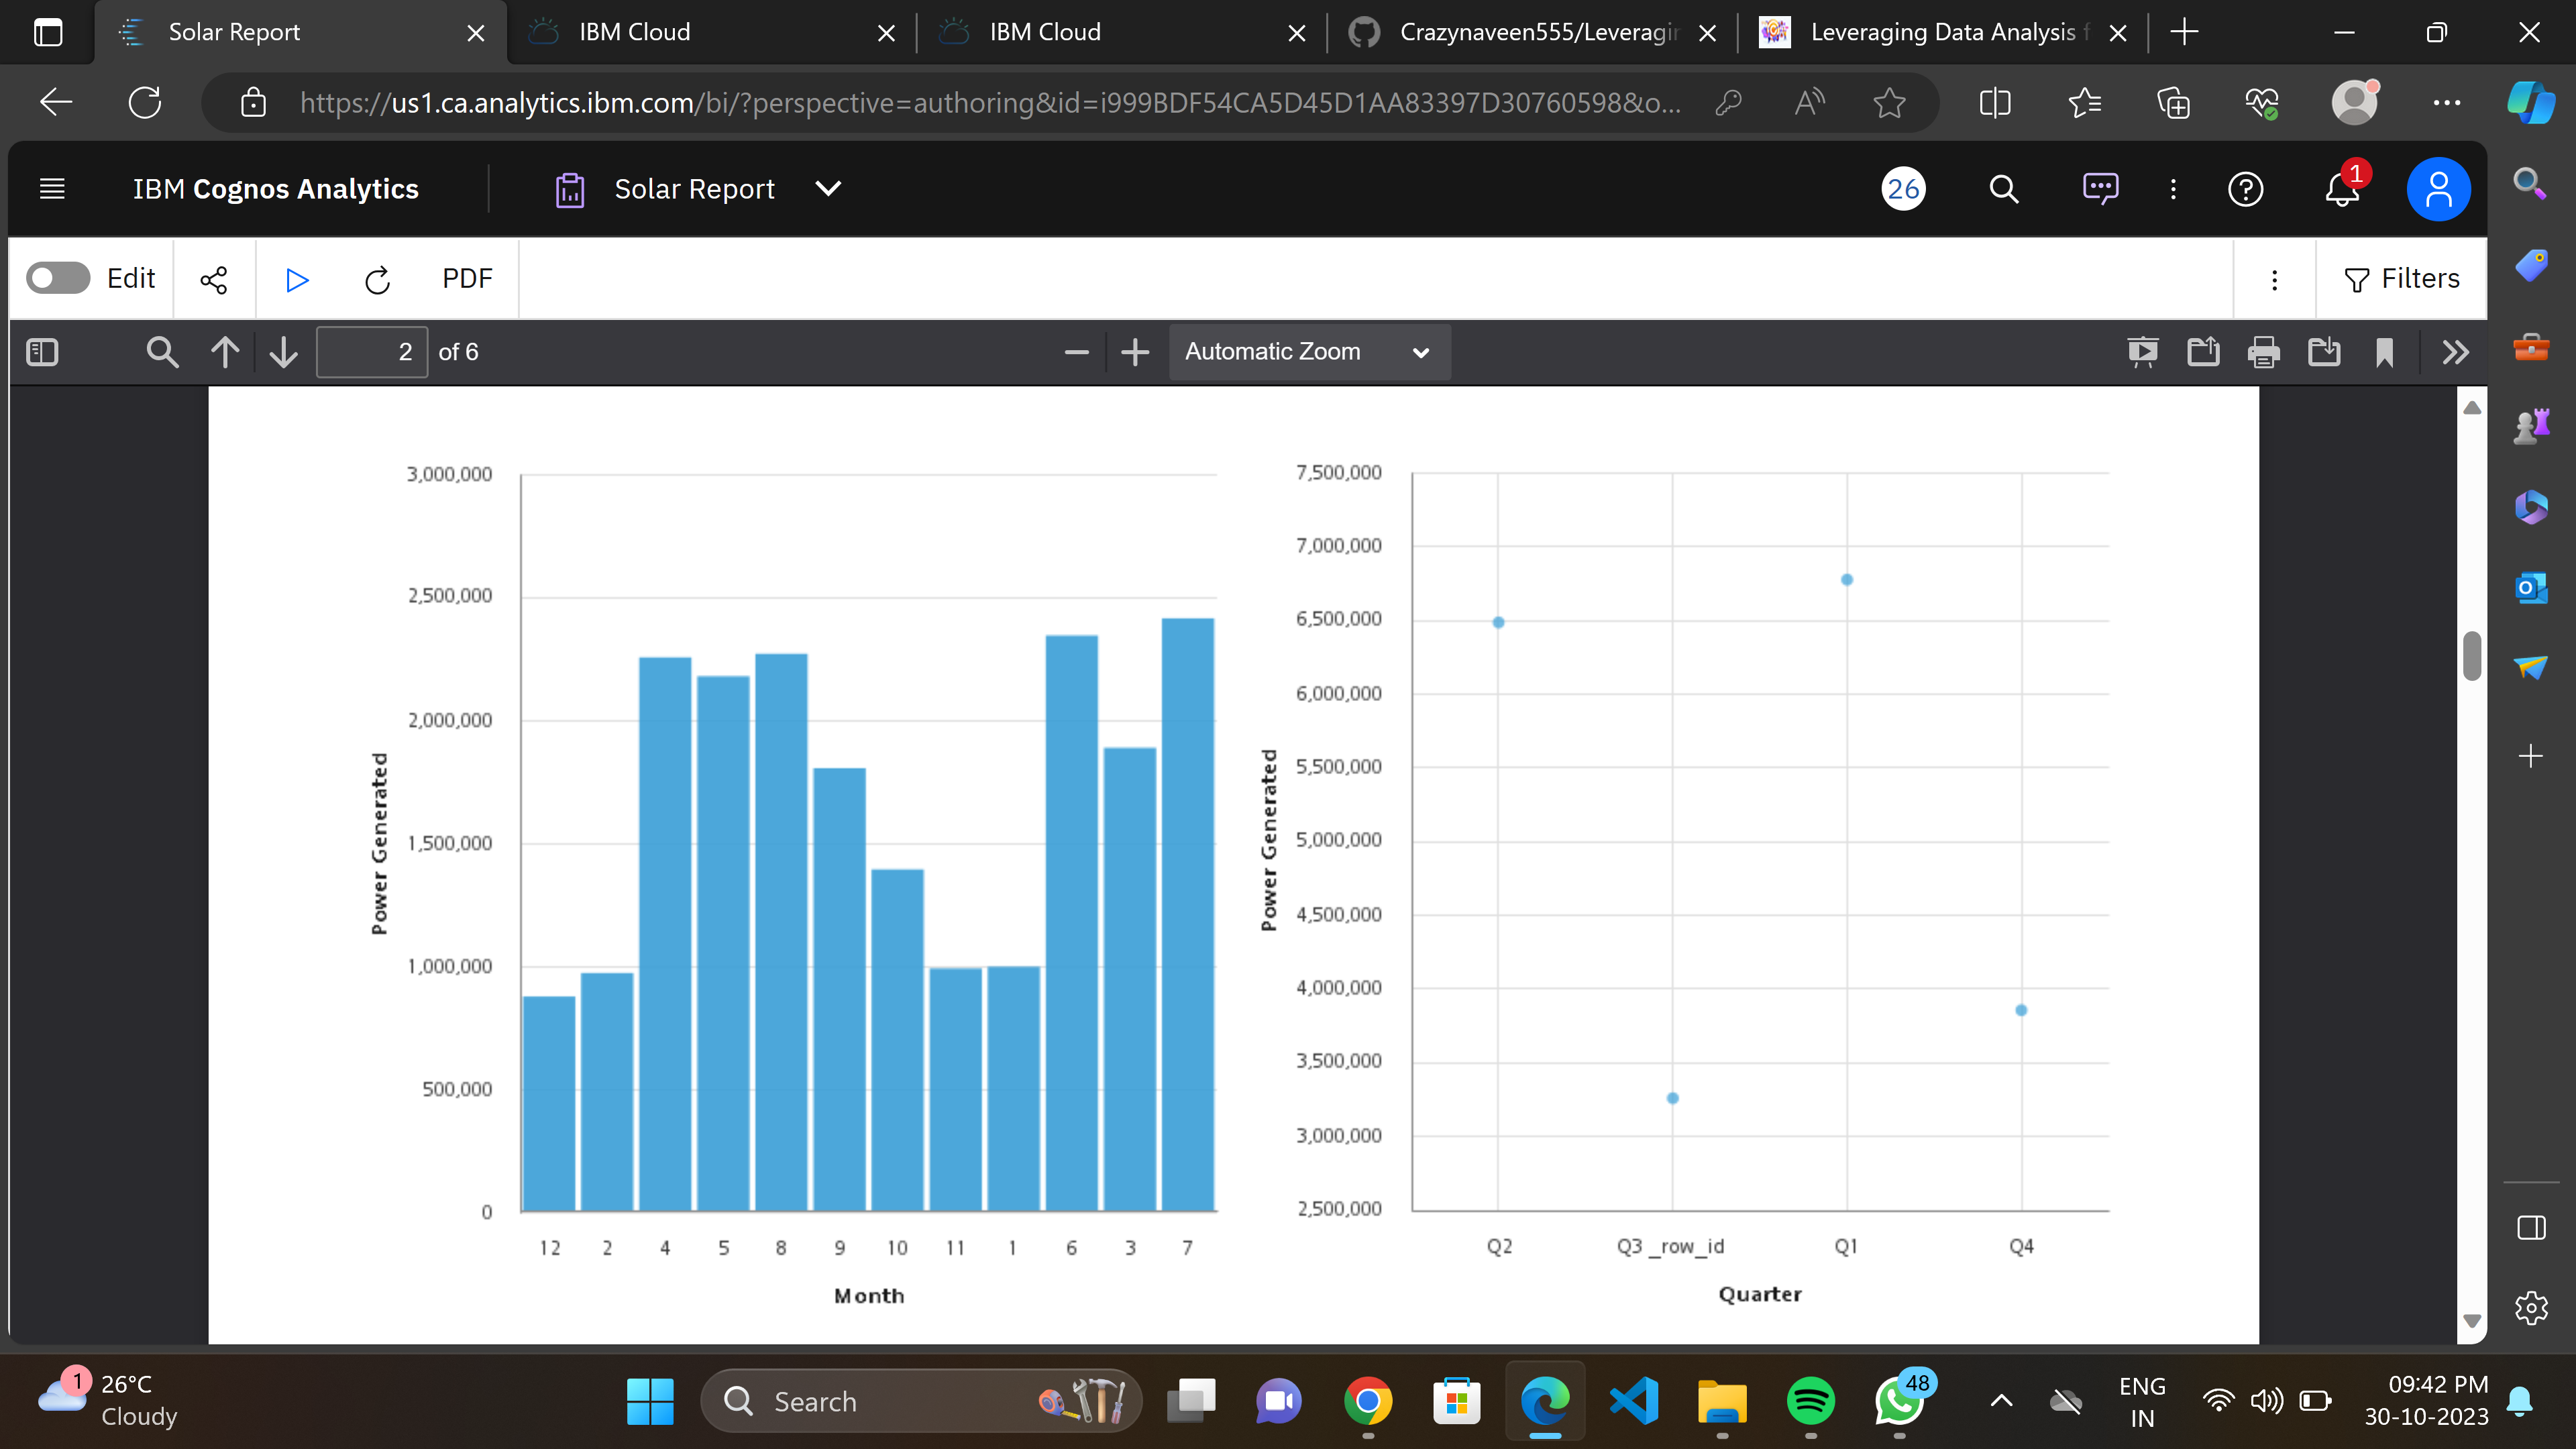 Solar Report
IBM Cloud
IBM Cloud
Crazynaveen555/Leveragin
Leveraging Data Analysis f
https://us1.ca.analytics.ibm.com/bi/?perspective=authoring&id=i999BDF54CA5D45D1AA83397D30760598&o...
IBM Cognos Analytics
Solar Report
26
1
Edit
PDF
Filters
2 of 6
Automatic Zoom
3,000,000
2,500,000
2,000,000
1,500,000
1,000,000
500,000
0
Power Generated
12 2 4 5 8 9 10 11 1 6 3 7
Month
7,500,000
7,000,000
6,500,000
6,000,000
5,500,000
5,000,000
4,500,000
4,000,000
3,500,000
3,000,000
2,500,000
Power Generated
Q2 Q3 _row_id Q1 Q4
Quarter
1
26°C
Cloudy
Search
48
ENG
IN
09:42 PM
30-10-2023